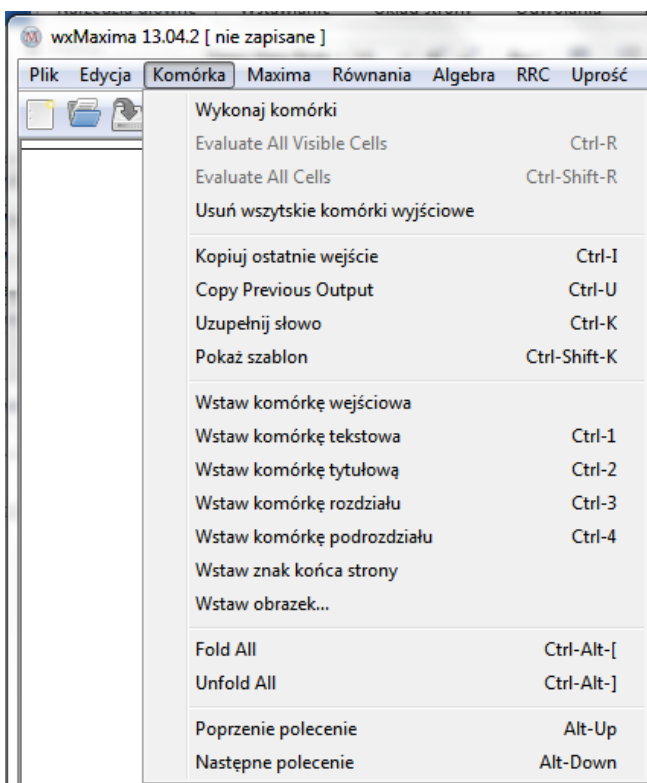 wxMaxima 13.04.2 [ nie zapisane ]
Plik Edycja Komórka Maxima Równania Algebra RRC Uprość
Wykonaj komórki
Evaluate All Visible Cells Ctrl-R
Evaluate All Cells Ctrl-Shift-R
Usuń wszytskie komórki wyjściowe
Kopiuj ostatnie wejście Ctrl-I
Copy Previous Output Ctrl-U
Uzupełnij słowo Ctrl-K
Pokaż szablon Ctrl-Shift-K
Wstaw komórkę wejściowa
Wstaw komórkę tekstowa Ctrl-1
Wstaw komórkę tytułową Ctrl-2
Wstaw komórkę rozdziału Ctrl-3
Wstaw komórkę podrozdziału Ctrl-4
Wstaw znak końca strony
Wstaw obrazek...
Fold All Ctrl-Alt-[
Unfold All Ctrl-Alt-]
Poprzenie polecenie Alt-Up
Następne polecenie Alt-Down